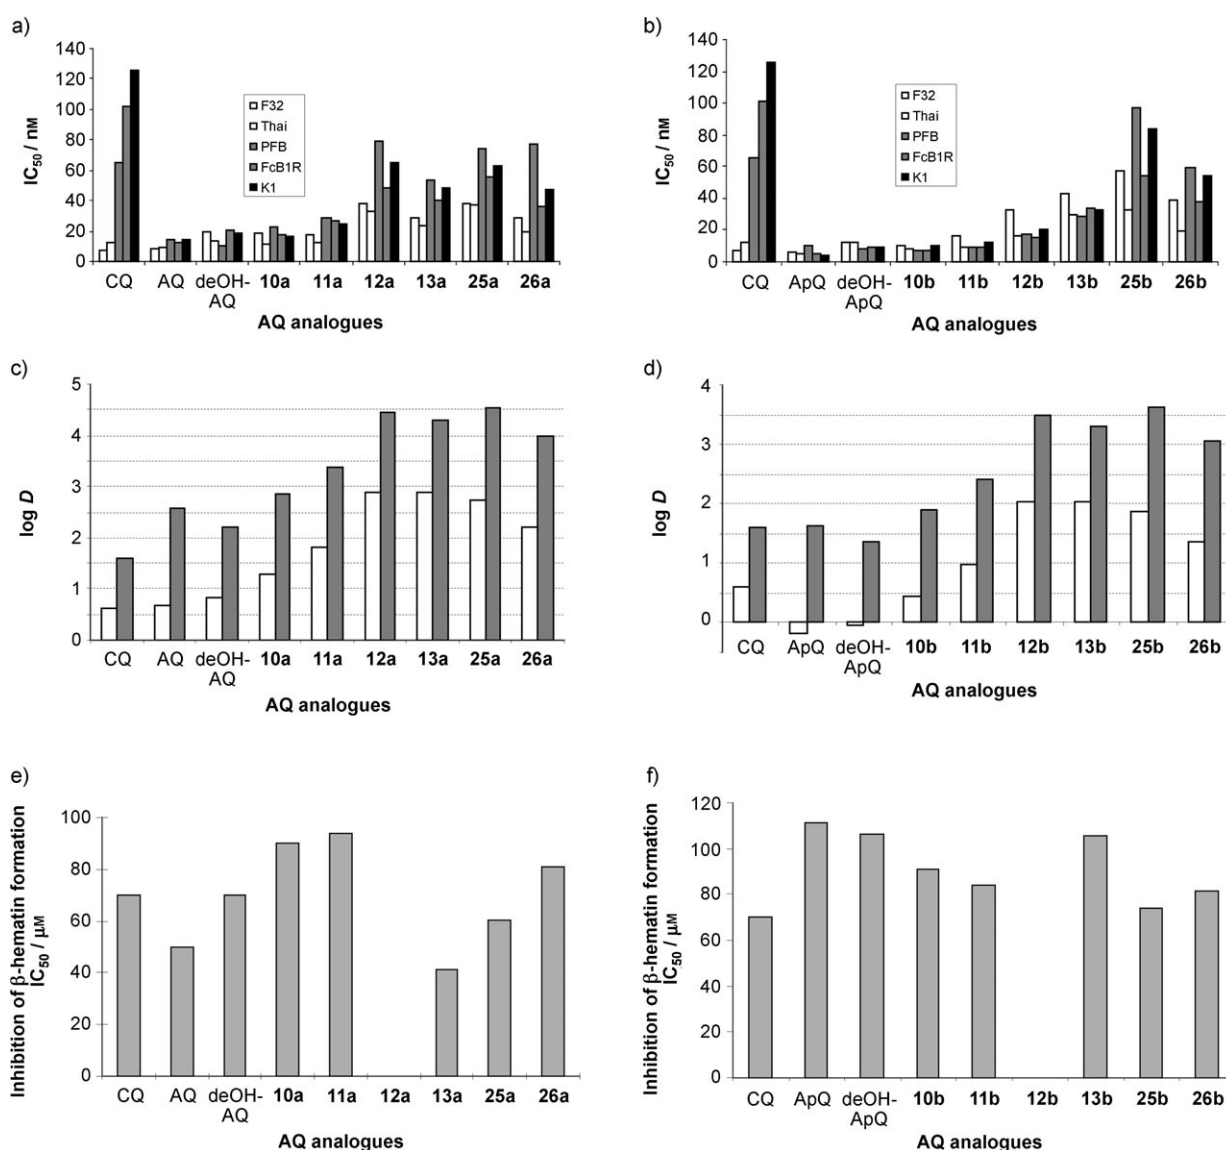 a)
140
120
100
80
60
40
20
0
IC50 / nM
F32
Thai
PFB
FcB1R
K1
CQ AQ deOH-AQ 10a 11a 12a 13a 25a 26a
AQ analogues
b)
140
120
100
80
60
40
20
0
IC50 / nM
F32
Thai
PFB
FcB1R
K1
CQ ApQ deOH-ApQ 10b 11b 12b 13b 25b 26b
AQ analogues
c)
5
4
3
2
1
0
log D
CQ AQ deOH-AQ 10a 11a 12a 13a 25a 26a
AQ analogues
d)
4
3
2
1
0
log D
CQ ApQ deOH-ApQ 10b 11b 12b 13b 25b 26b
AQ analogues
e)
100
80
60
40
20
0
Inhibition of β-hematin formation
IC50 / μM
CQ AQ deOH-AQ 10a 11a 12a 13a 25a 26a
AQ analogues
f)
120
100
80
60
40
20
0
Inhibition of β-hematin formation
IC50 / μM
CQ ApQ deOH-ApQ 10b 11b 12b 13b 25b 26b
AQ analogues